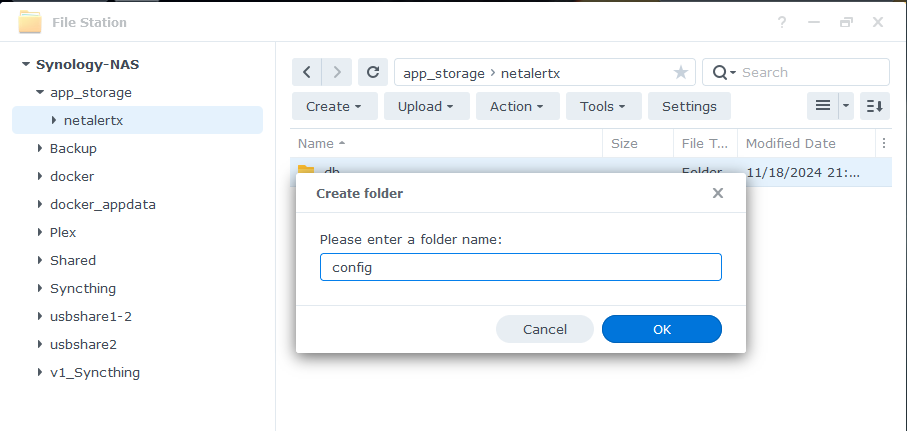 File Station
Synology-NAS
app_storage
netalertx
Backup
docker
docker_appdata
Plex
Shared
Syncthing
usbshare1-2
usbshare2
v1_Syncthing
app_storage > netalertx
Search
Create
Upload
Action
Tools
Settings
Name
Size
File T...
Modified Date
db
Folder
11/18/2024 21:...
Create folder
Please enter a folder name:
config
Cancel
OK